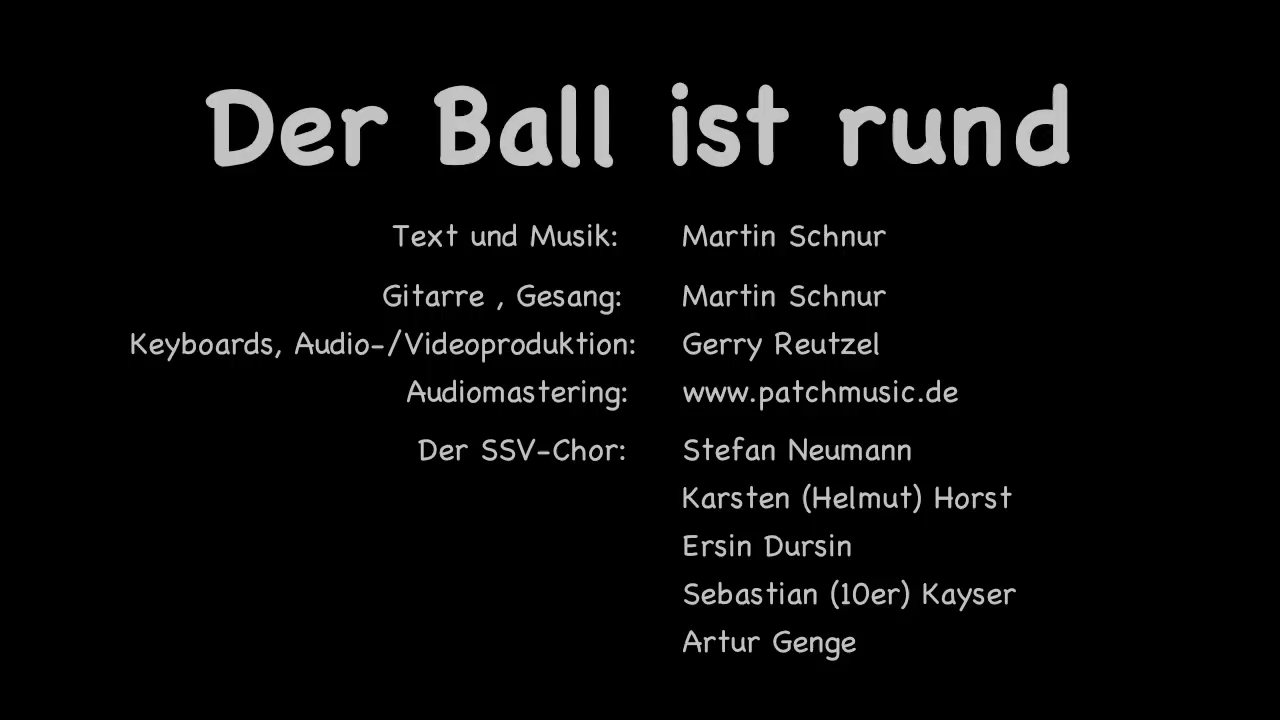 Der Ball ist rund
Text und Musik: Martin Schnur
Gitarre , Gesang: Martin Schnur
Keyboards, Audio-/Videoproduktion: Gerry Reutzel
Audiomastering: www.patchmusic.de
Der SSV-Chor: Stefan Neumann
Karsten (Helmut) Horst
Ersin Dursin
Sebastian (10er) Kayser
Artur Genge